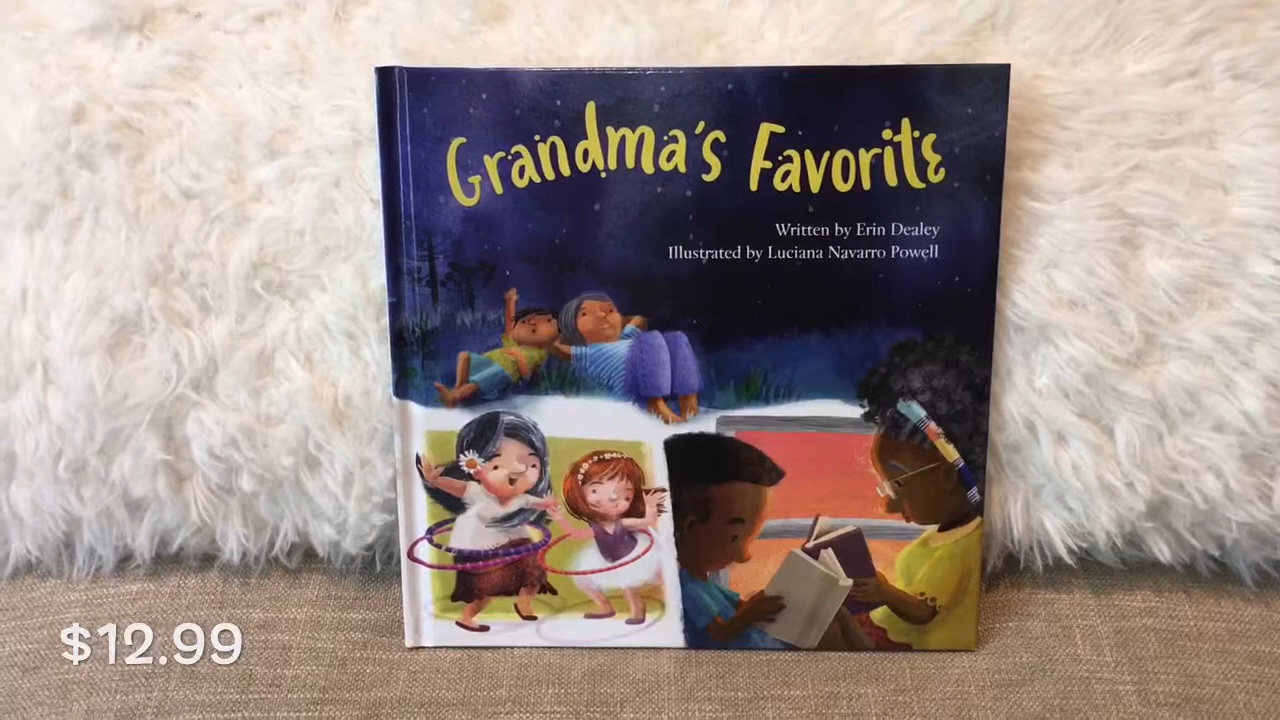 Grandma's Favorite
Written by Erin Dealey
Illustrated by Luciana Navarro Powell
$12.99